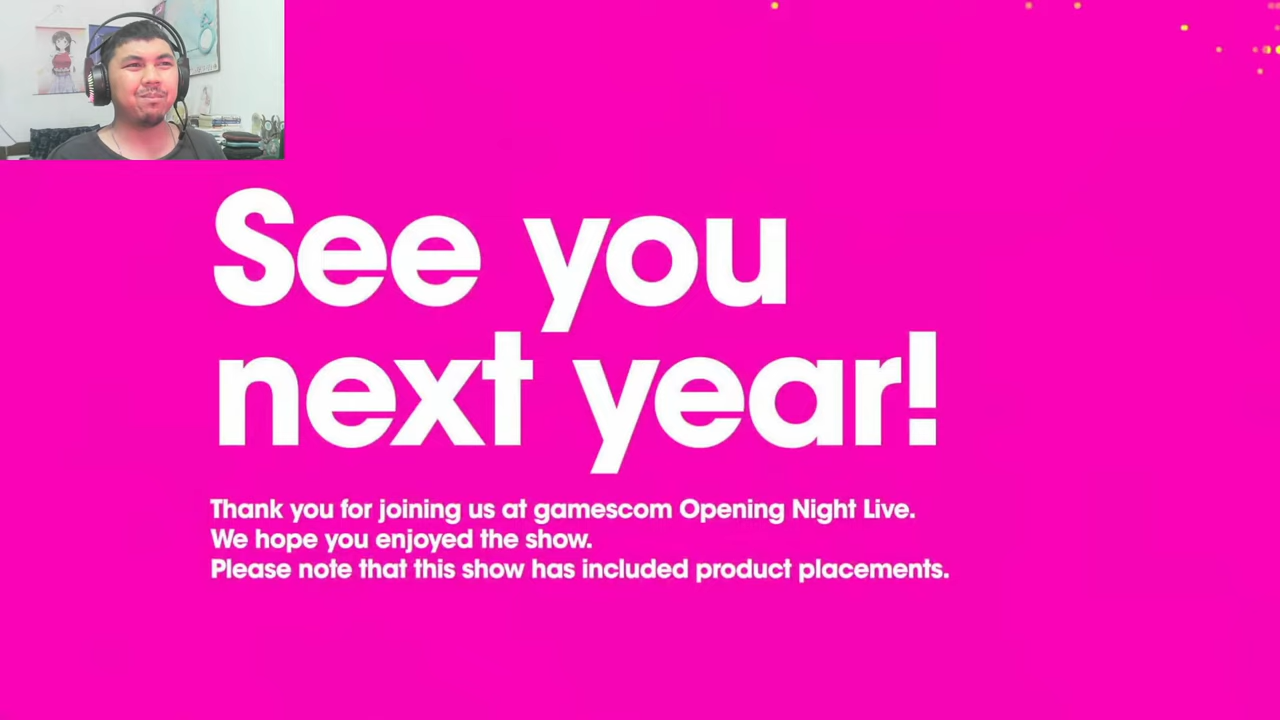 See you
next year!
Thank you for joining us at gamescom Opening Night Live.
We hope you enjoyed the show.
Please note that this show has included product placements.